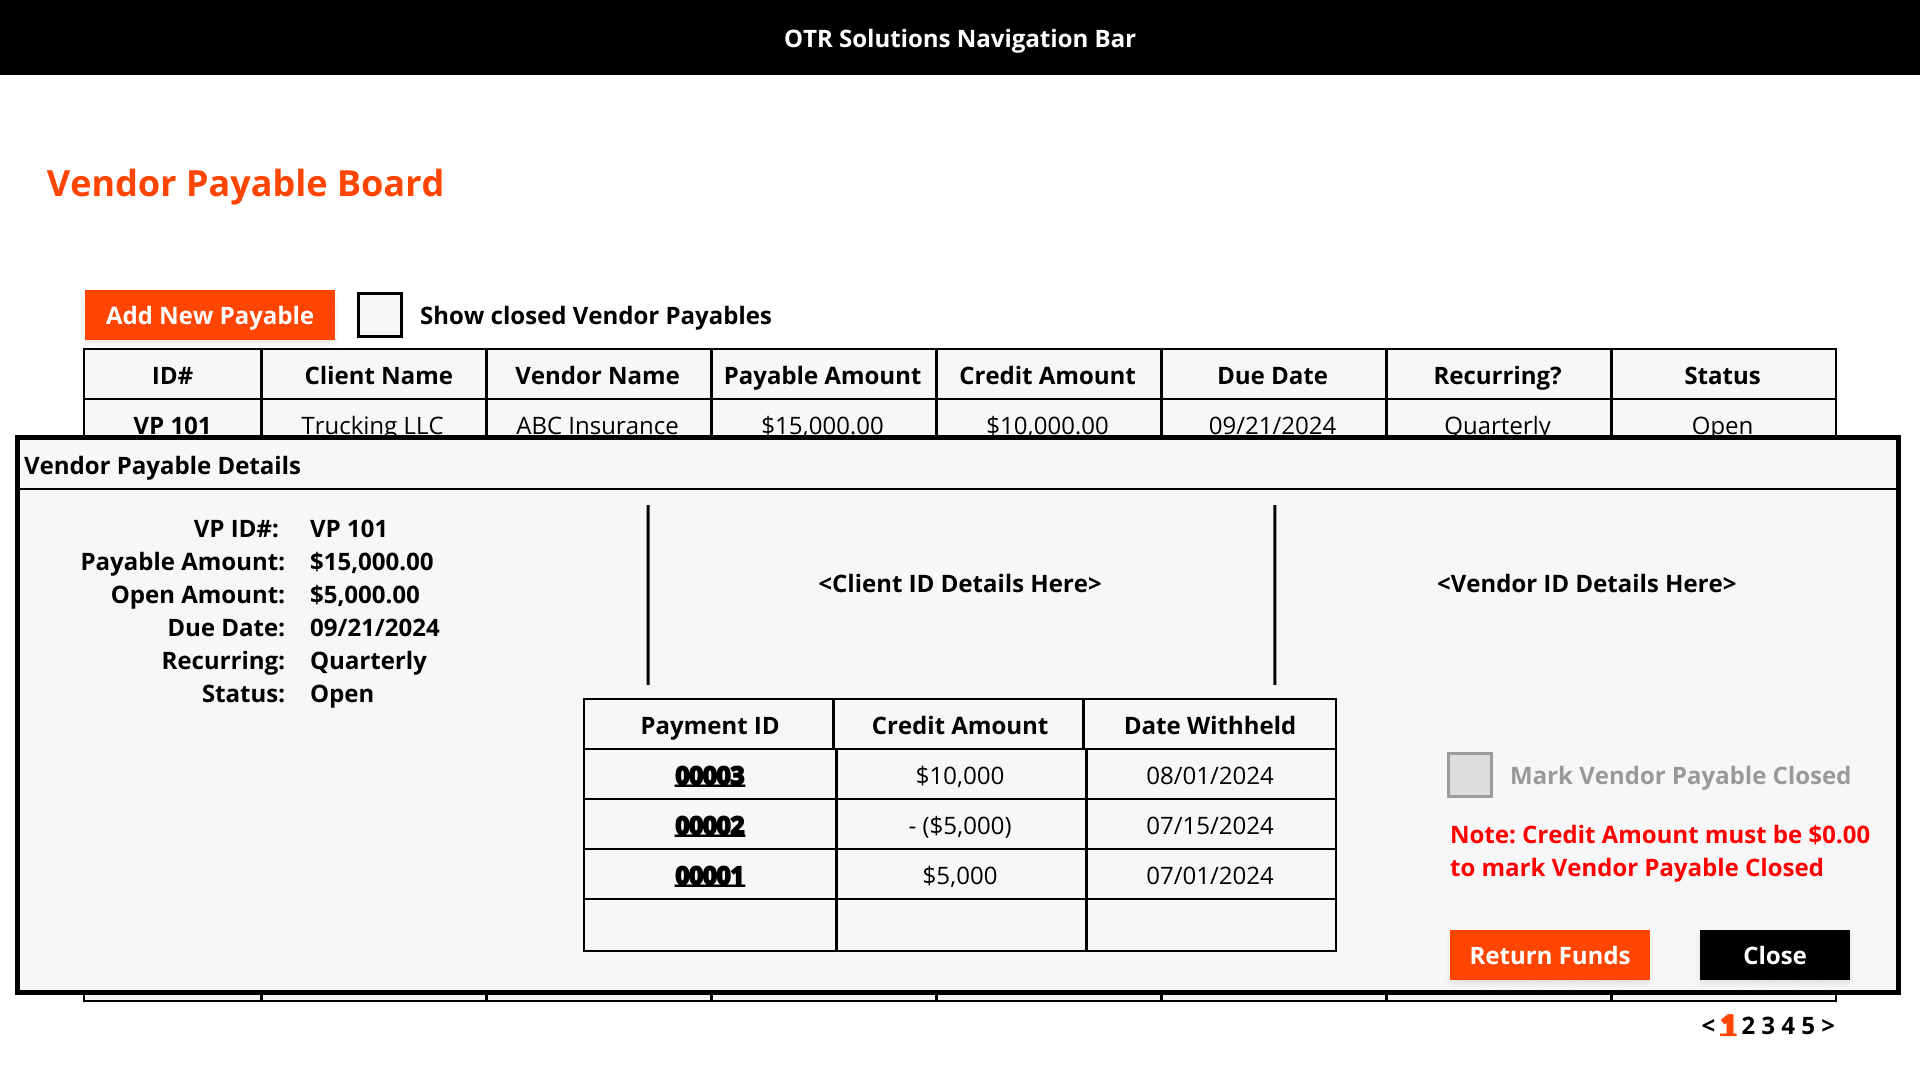 OTR Solutions Navigation Bar
Vendor Payable Board
Add New Payable
Show closed Vendor Payables
ID# Client Name Vendor Name Payable Amount Credit Amount Due Date Recurring? Status
VP 101 Trucking LLC ABC Insurance $15,000.00 $10,000.00 09/21/2024 Quarterly Open
Vendor Payable Details
VP ID#: VP 101
Payable Amount: $15,000.00
Open Amount: $5,000.00
Due Date: 09/21/2024
Recurring: Quarterly
Status: Open
<Client ID Details Here>
<Vendor ID Details Here>
Payment ID Credit Amount Date Withheld
00003 $10,000 08/01/2024
00002 - ($5,000) 07/15/2024
00001 $5,000 07/01/2024
Mark Vendor Payable Closed
Note: Credit Amount must be $0.00
to mark Vendor Payable Closed
Return Funds
Close
< 1 2 3 4 5 >